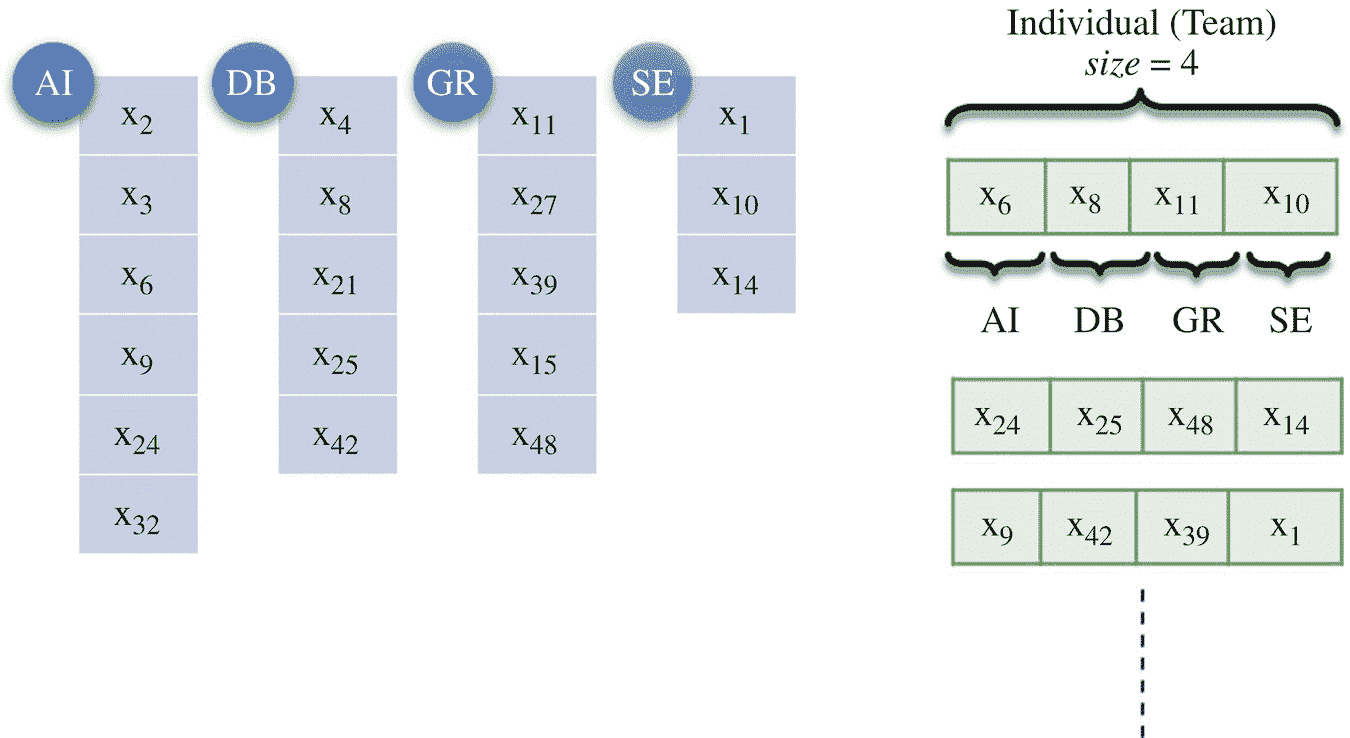 AI
x2
x3
x6
x9
x24
x32
DB
x4
x8
x21
x25
x42
GR
x11
x27
x39
x15
x48
SE
x1
x10
x14
Individual (Team)
size = 4
x6 x8 x11 x10
AI DB GR SE
x24 x25 x48 x14
x9 x42 x39 x1